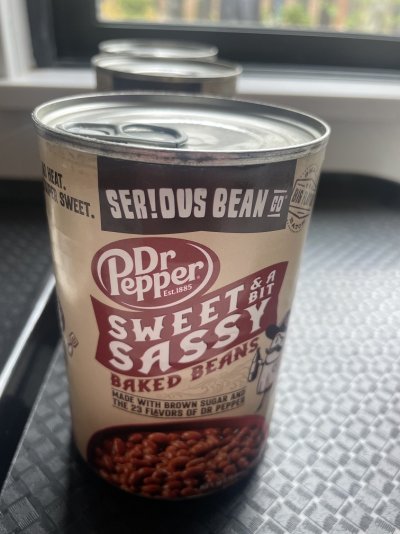 HEAT.
SWEET.
SER!OUS BEAN Co
Dr
Pepper
Est.1885
SWEET & A
BIT
SASSY
BAKED BEANS
MADE WITH BROWN SUGAR AND
THE 23 FLAVORS OF DR PEPPER